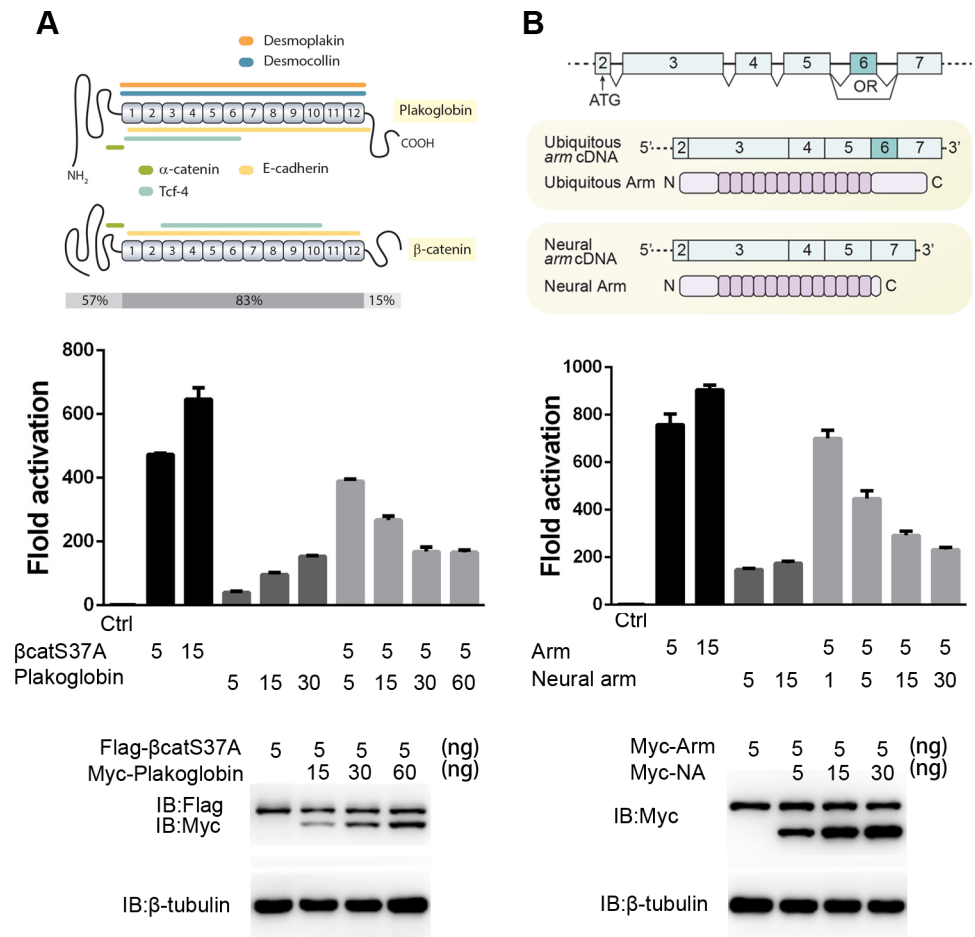 A
Desmoplakin
Desmocollin
1 2 3 4 5 6 7 8 9 10 11 12
Plakoglobin
COOH
NH2
α-catenin
E-cadherin
Tcf-4
1 2 3 4 5 6 7 8 9 10 11 12
β-catenin
57% 83% 15%
Flold activation
800
600
400
200
0
Ctrl
βcatS37A 5 15 5 5 5 5
Plakoglobin 5 15 30 5 15 30 60
Flag-βcatS37A 5 5 5 5 (ng)
Myc-Plakoglobin 15 30 60 (ng)
IB:Flag
IB:Myc
IB:β-tubulin
B
2 3 4 5 6 7
OR
ATG
Ubiquitous
arm cDNA
5'
2 3 4 5 6 7
3'
Ubiquitous Arm N C
Neural
arm cDNA
5'
2 3 4 5 7
3'
Neural Arm N C
Flold activation
1000
800
600
400
200
0
Ctrl
Arm 5 15 5 5 5 5
Neural arm 5 15 1 5 15 30
Myc-Arm 5 5 5 5 (ng)
Myc-NA 5 15 30 (ng)
IB:Myc
IB:β-tubulin